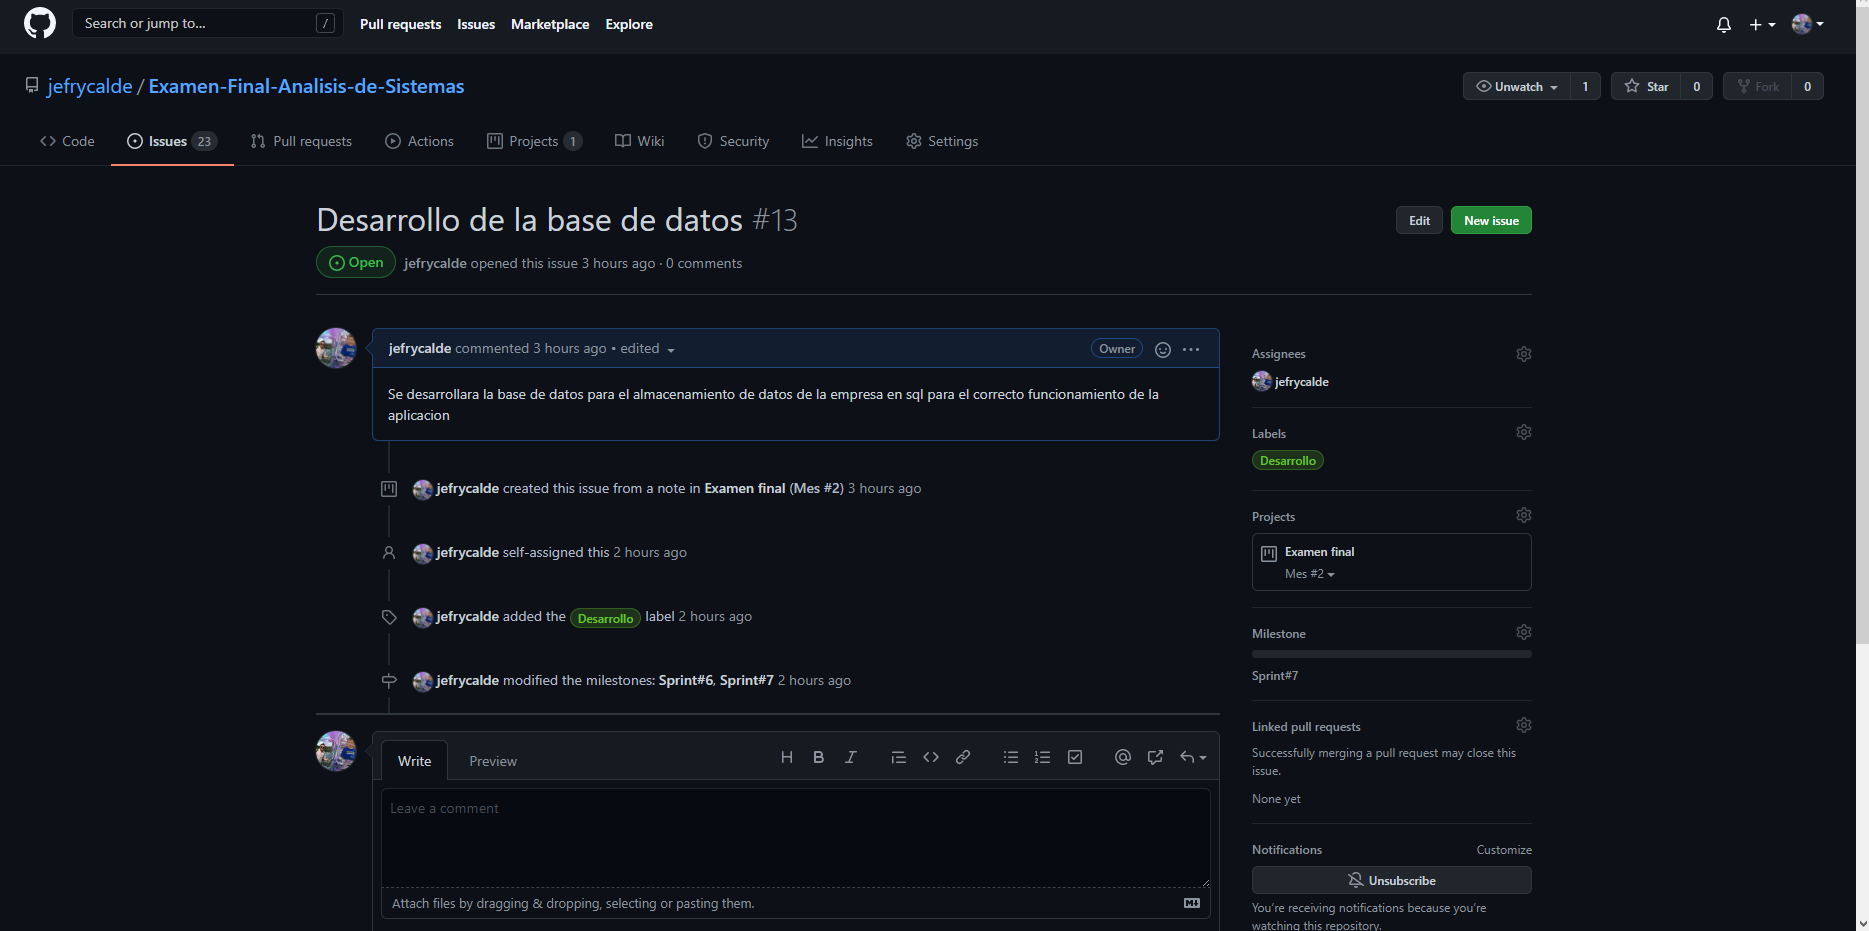 Search or jump to... /
Pull requests Issues Marketplace Explore
jefrycalde / Examen-Final-Analisis-de-Sistemas
Unwatch 1 Star 0 Fork 0
Code Issues 23 Pull requests Actions Projects 1 Wiki Security Insights Settings
Desarrollo de la base de datos #13
Edit New issue
Open jefrycalde opened this issue 3 hours ago · 0 comments
jefrycalde commented 3 hours ago • edited
Owner
Se desarrollara la base de datos para el almacenamiento de datos de la empresa en sql para el correcto funcionamiento de la
aplicacion
jefrycalde created this issue from a note in Examen final (Mes #2) 3 hours ago
jefrycalde self-assigned this 2 hours ago
jefrycalde added the Desarrollo label 2 hours ago
jefrycalde modified the milestones: Sprint#6, Sprint#7 2 hours ago
Write Preview
H B I
Leave a comment
Attach files by dragging & dropping, selecting or pasting them.
Assignees
jefrycalde
Labels
Desarrollo
Projects
Examen final
Mes #2
Milestone
Sprint#7
Linked pull requests
Successfully merging a pull request may close this
issue.
None yet
Notifications Customize
Unsubscribe
You're receiving notifications because you're
watching this repository.